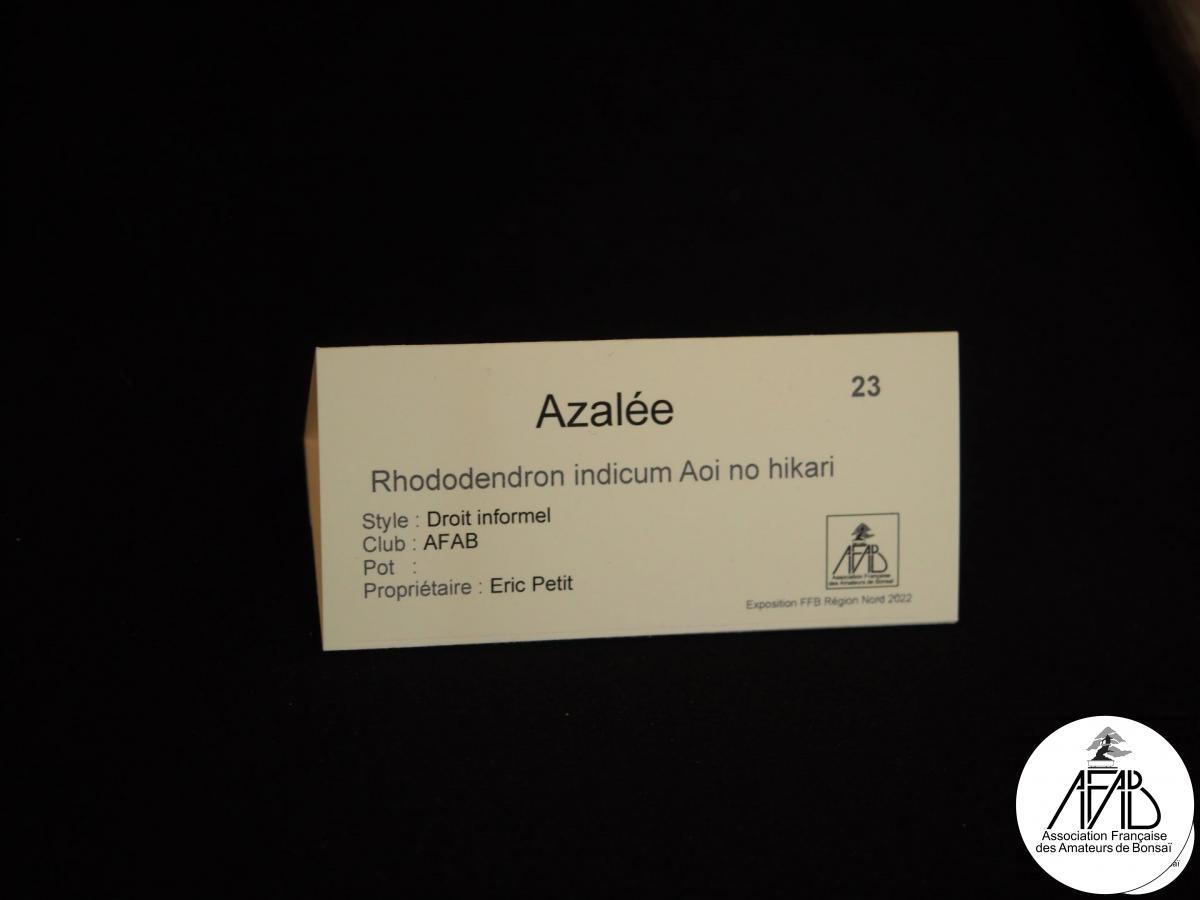 23
Azalée
Rhododendron indicum Aoi no hikari
Style : Droit informel
Club : AFAB
Pot :
Propriétaire : Eric Petit
AFAB
Association Française
des Amateurs de Bonsaï
Exposition FFB Région Nord 2022
AFAB
Association Française
des Amateurs de Bonsaï
aï